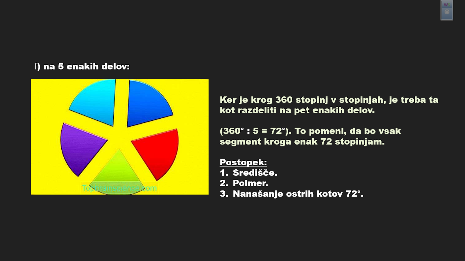 l) na 5 enakih delov:
Ker je krog 360 stopinj v stopinjah, je treba ta
kot razdeliti na pet enakih delov.
(360° : 5 = 72°). To pomeni, da bo vsak
segment kroga enak 72 stopinjam.
Postopek:
1. Središče.
2. Polmer.
3. Nanašanje ostrih kotov 72°.